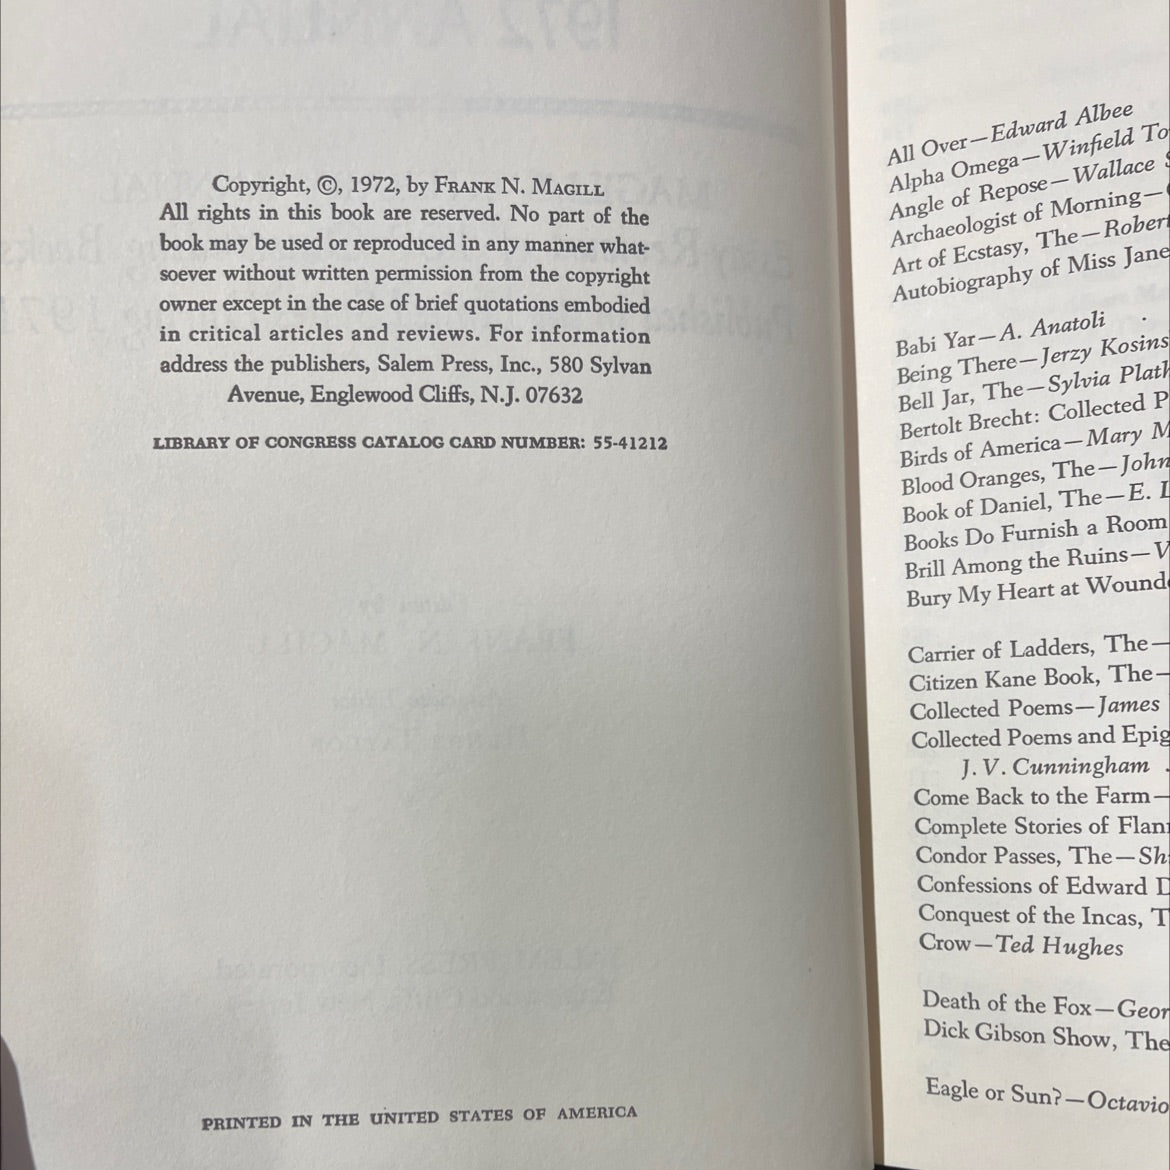 Copyright, ©, 1972, by FRANK N. MAGILL
All rights in this book are reserved. No part of the
book may be used or reproduced in any manner what-
soever without written permission from the copyright
owner except in the case of brief quotations embodied
in critical articles and reviews. For information
address the publishers, Salem Press, Inc., 580 Sylvan
Avenue, Englewood Cliffs, N.J. 07632
LIBRARY OF CONGRESS CATALOG CARD NUMBER: 55-41212
PRINTED IN THE UNITED STATES OF AMERICA
All Over—Edward Albee
Alpha Omega—Winfield To
Angle of Repose—Wallace S
Archaeologist of Morning—
Art of Ecstasy, The—Robert
Autobiography of Miss Jane
Babi Yar—A. Anatoli .
Being There—Jerzy Kosins
Bell Jar, The—Sylvia Plath
Bertolt Brecht: Collected P
Birds of America—Mary M
Blood Oranges, The—John
Book of Daniel, The—E. L
Books Do Furnish a Room
Brill Among the Ruins—V
Bury My Heart at Wound
Carrier of Ladders, The—
Citizen Kane Book, The—
Collected Poems—James
Collected Poems and Epig
J. V. Cunningham .
Come Back to the Farm—
Complete Stories of Flan
Condor Passes, The—Sh
Confessions of Edward D
Conquest of the Incas, T
Crow—Ted Hughes
Death of the Fox—Geor
Dick Gibson Show, The
Eagle or Sun?—Octavio